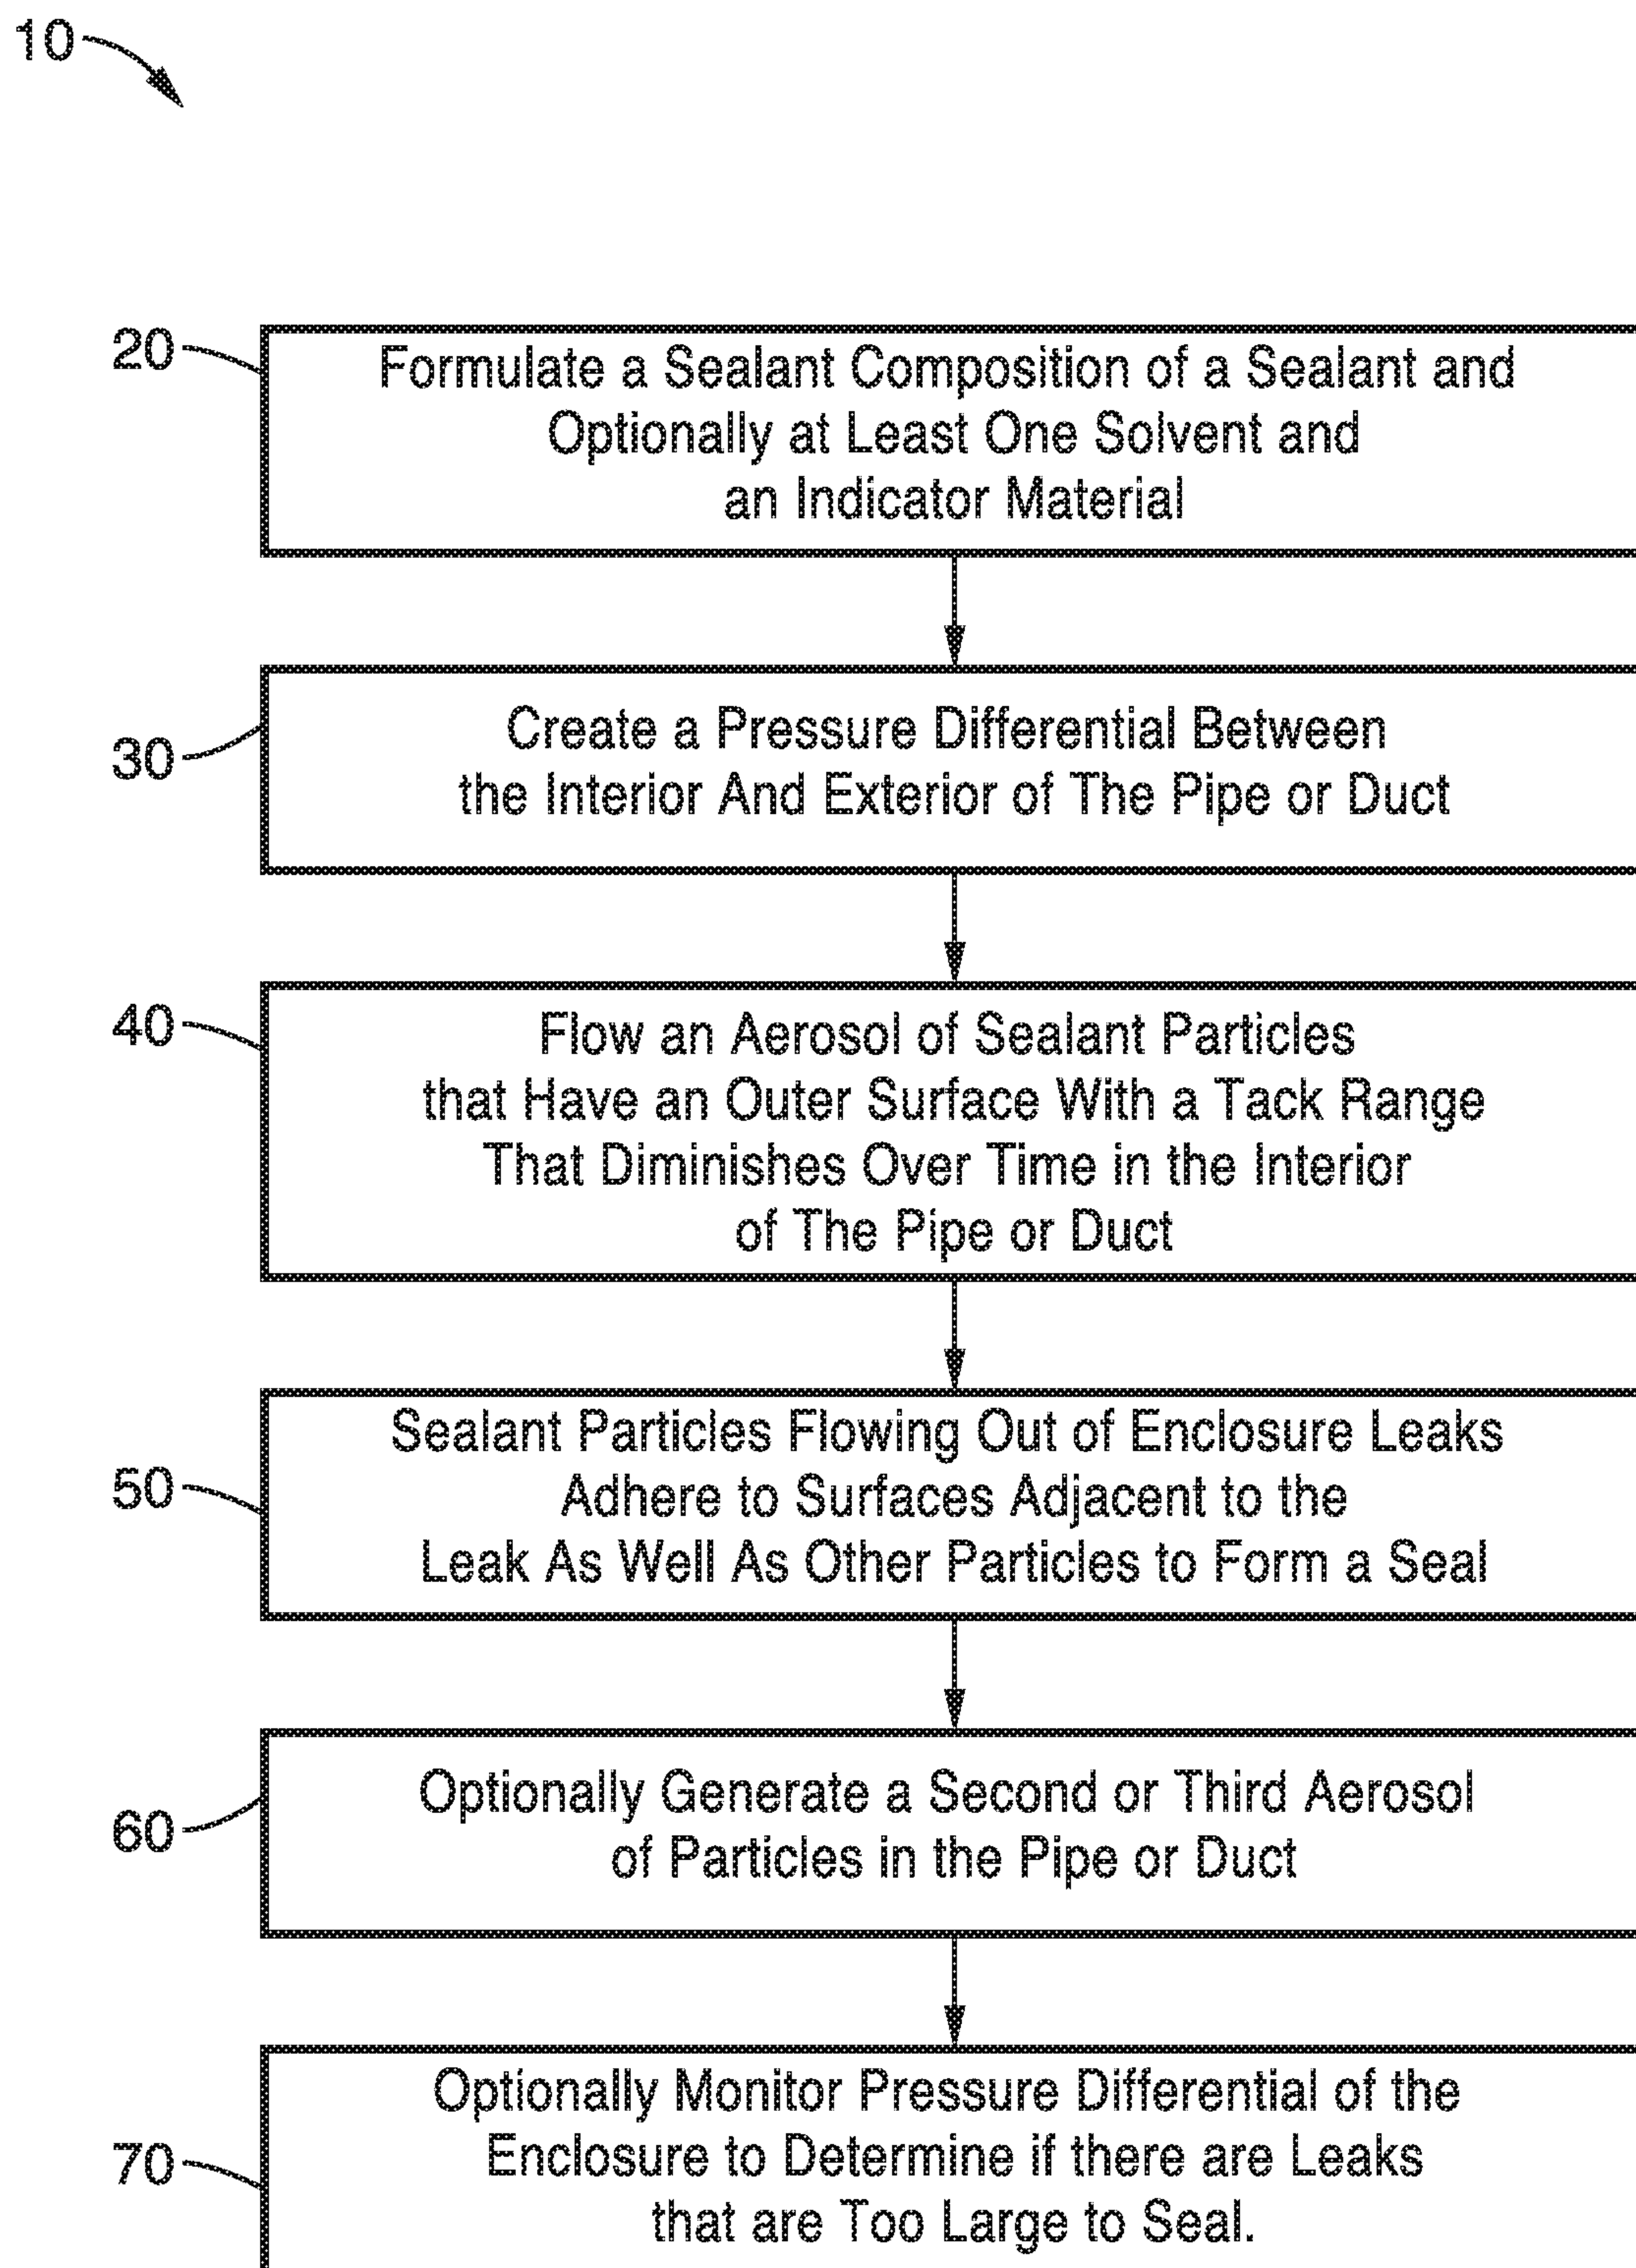 10
20
Formulate a Sealant Composition of a Sealant and
Optionally at Least One Solvent and
an Indicator Material
30
Create a Pressure Differential Between
the Interior And Exterior of The Pipe or Duct
40
Flow an Aerosol of Sealant Particles
that Have an Outer Surface With a Tack Range
That Diminishes Over Time in the Interior
of The Pipe or Duct
50
Sealant Particles Flowing Out of Enclosure Leaks
Adhere to Surfaces Adjacent to the
Leak As Well As Other Particles to Form a Seal
60
Optionally Generate a Second or Third Aerosol
of Particles in the Pipe or Duct
70
Optionally Monitor Pressure Differential of the
Enclosure to Determine if there are Leaks
that are Too Large to Seal.